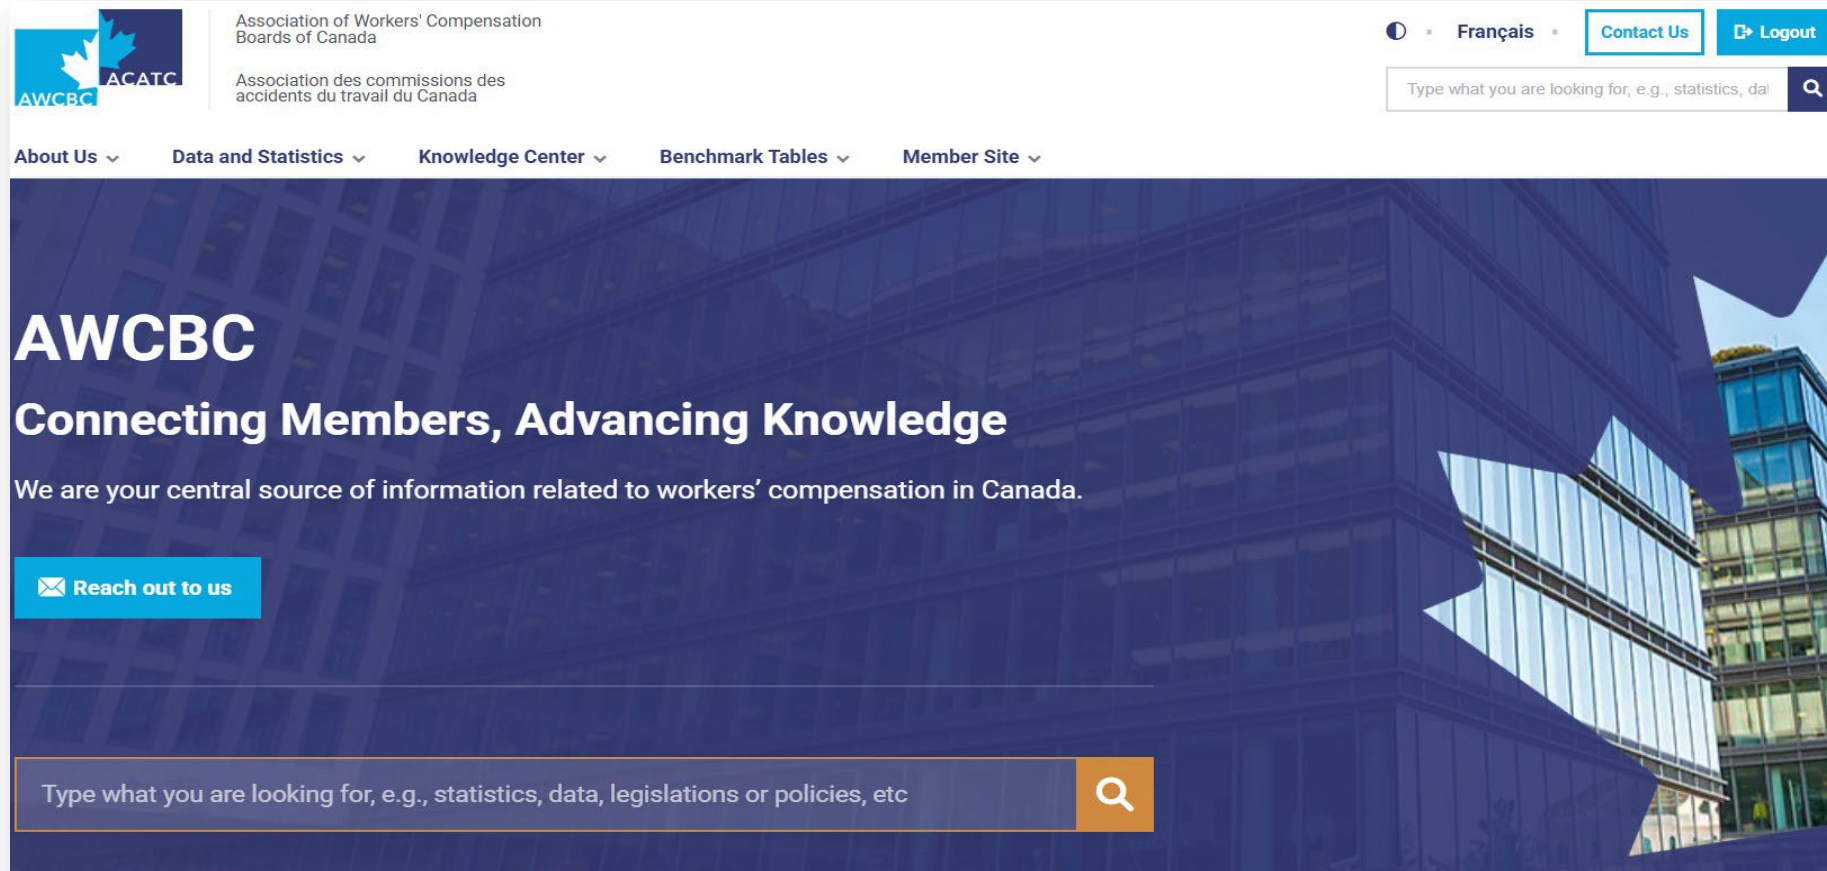 AWCBC
ACATC
Association of Workers' Compensation
Boards of Canada
Association des commissions des
accidents du travail du Canada
Français
Contact Us
Logout
Type what you are looking for, e.g., statistics, da
About Us
Data and Statistics
Knowledge Center
Benchmark Tables
Member Site
AWCBC
Connecting Members, Advancing Knowledge
We are your central source of information related to workers’ compensation in Canada.
Reach out to us
Type what you are looking for, e.g., statistics, data, legislations or policies, etc